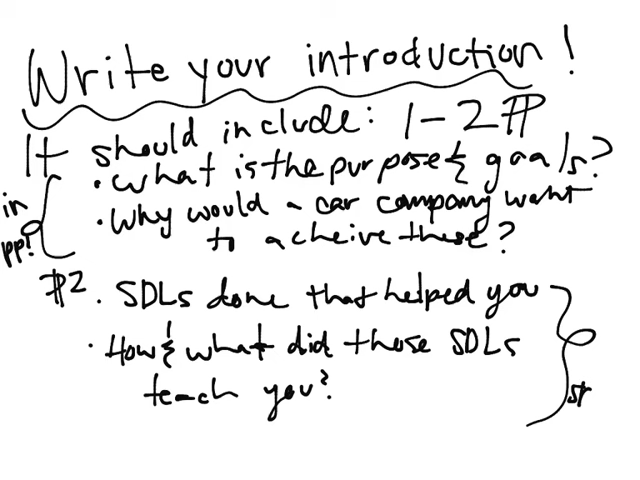 Write your introduction!
It should include: 1-2 ¶
• What is the purpose & goals?
in pp!
• Why would a car company want
to acheive these?
¶2 • SDLs done that helped you
• How & what did those SDLs
teach you?